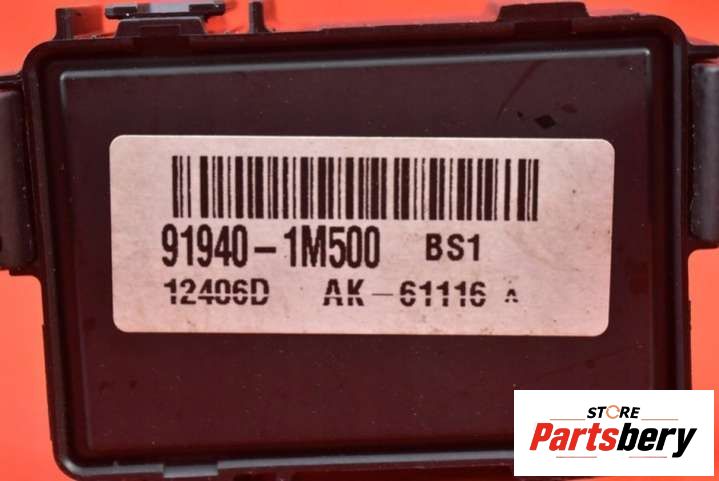 91940-1M500 BS1
12406D AK-61116 A
STORE
Partsbery